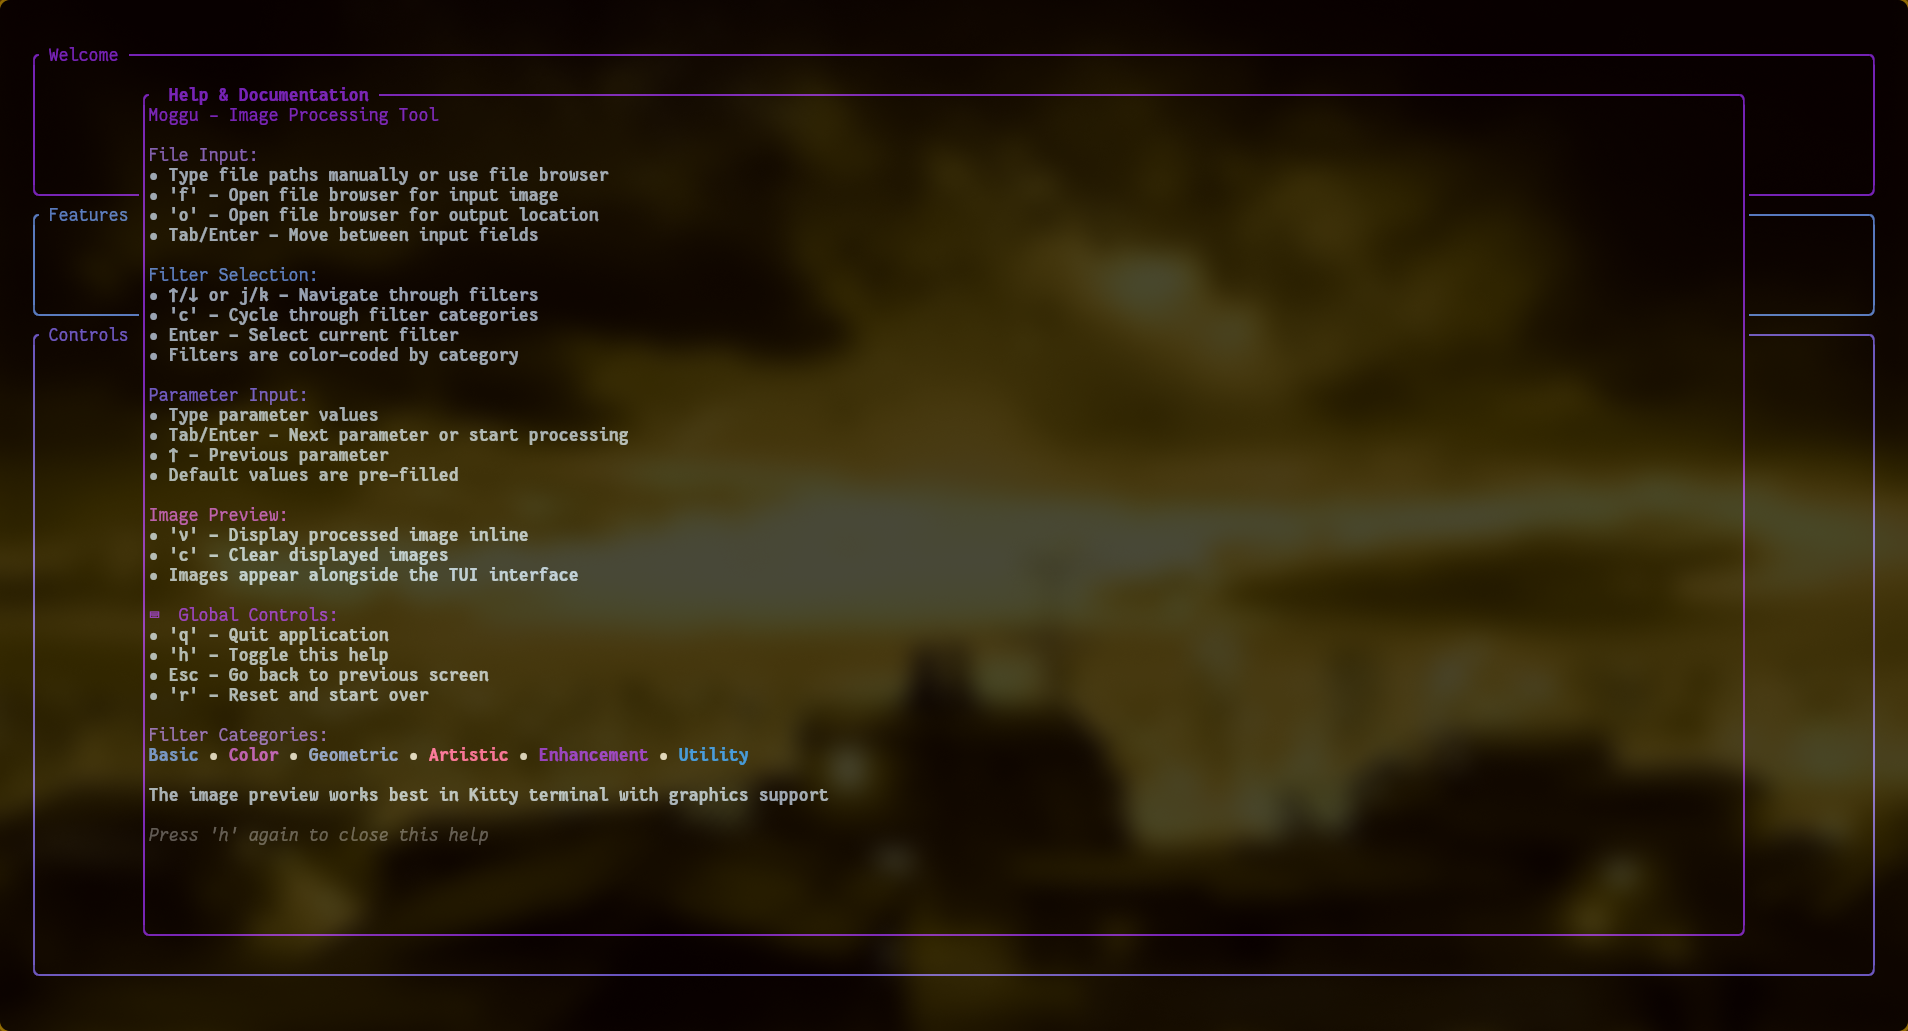 Welcome
Help & Documentation
Moggu - Image Processing Tool
File Input:
• Type file paths manually or use file browser
• 'f' - Open file browser for input image
• 'o' - Open file browser for output location
• Tab/Enter - Move between input fields
Features
Filter Selection:
• ↑/↓ or j/k - Navigate through filters
• 'c' - Cycle through filter categories
• Enter - Select current filter
• Filters are color-coded by category
Controls
Parameter Input:
• Type parameter values
• Tab/Enter - Next parameter or start processing
• ↑ - Previous parameter
• Default values are pre-filled
Image Preview:
• 'v' - Display processed image inline
• 'c' - Clear displayed images
• Images appear alongside the TUI interface
⌨ Global Controls:
• 'q' - Quit application
• 'h' - Toggle this help
• Esc - Go back to previous screen
• 'r' - Reset and start over
Filter Categories:
Basic • Color • Geometric • Artistic • Enhancement • Utility
The image preview works best in Kitty terminal with graphics support
Press 'h' again to close this help